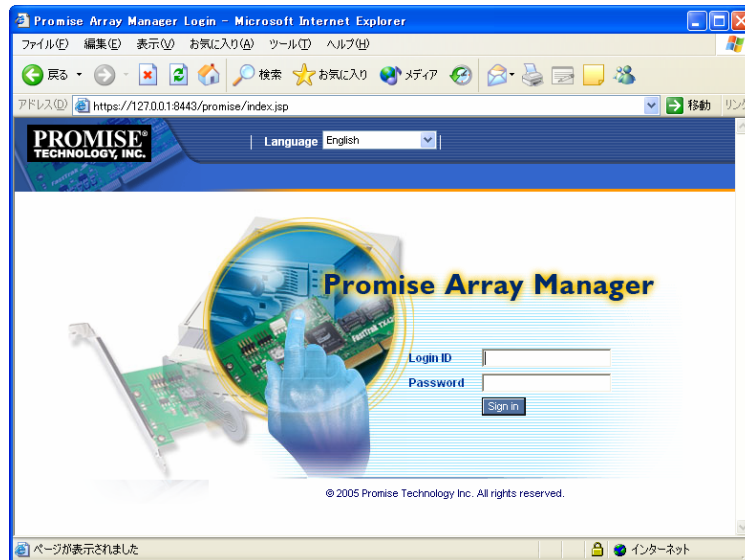 Promise Array Manager Login - Microsoft Internet Explorer
ファイル(F) 編集(E) 表示(V) お気に入り(A) ツール(T) ヘルプ(H)
戻る 検索 お気に入り メディア
アドレス(D) https://127.0.0.1:8443/promise/index.jsp 移動 リンク
PROMISE®
TECHNOLOGY, INC.
Language English
Promise Array Manager
Login ID
Password
Sign in
© 2005 Promise Technology Inc. All rights reserved.
ページが表示されました インターネット